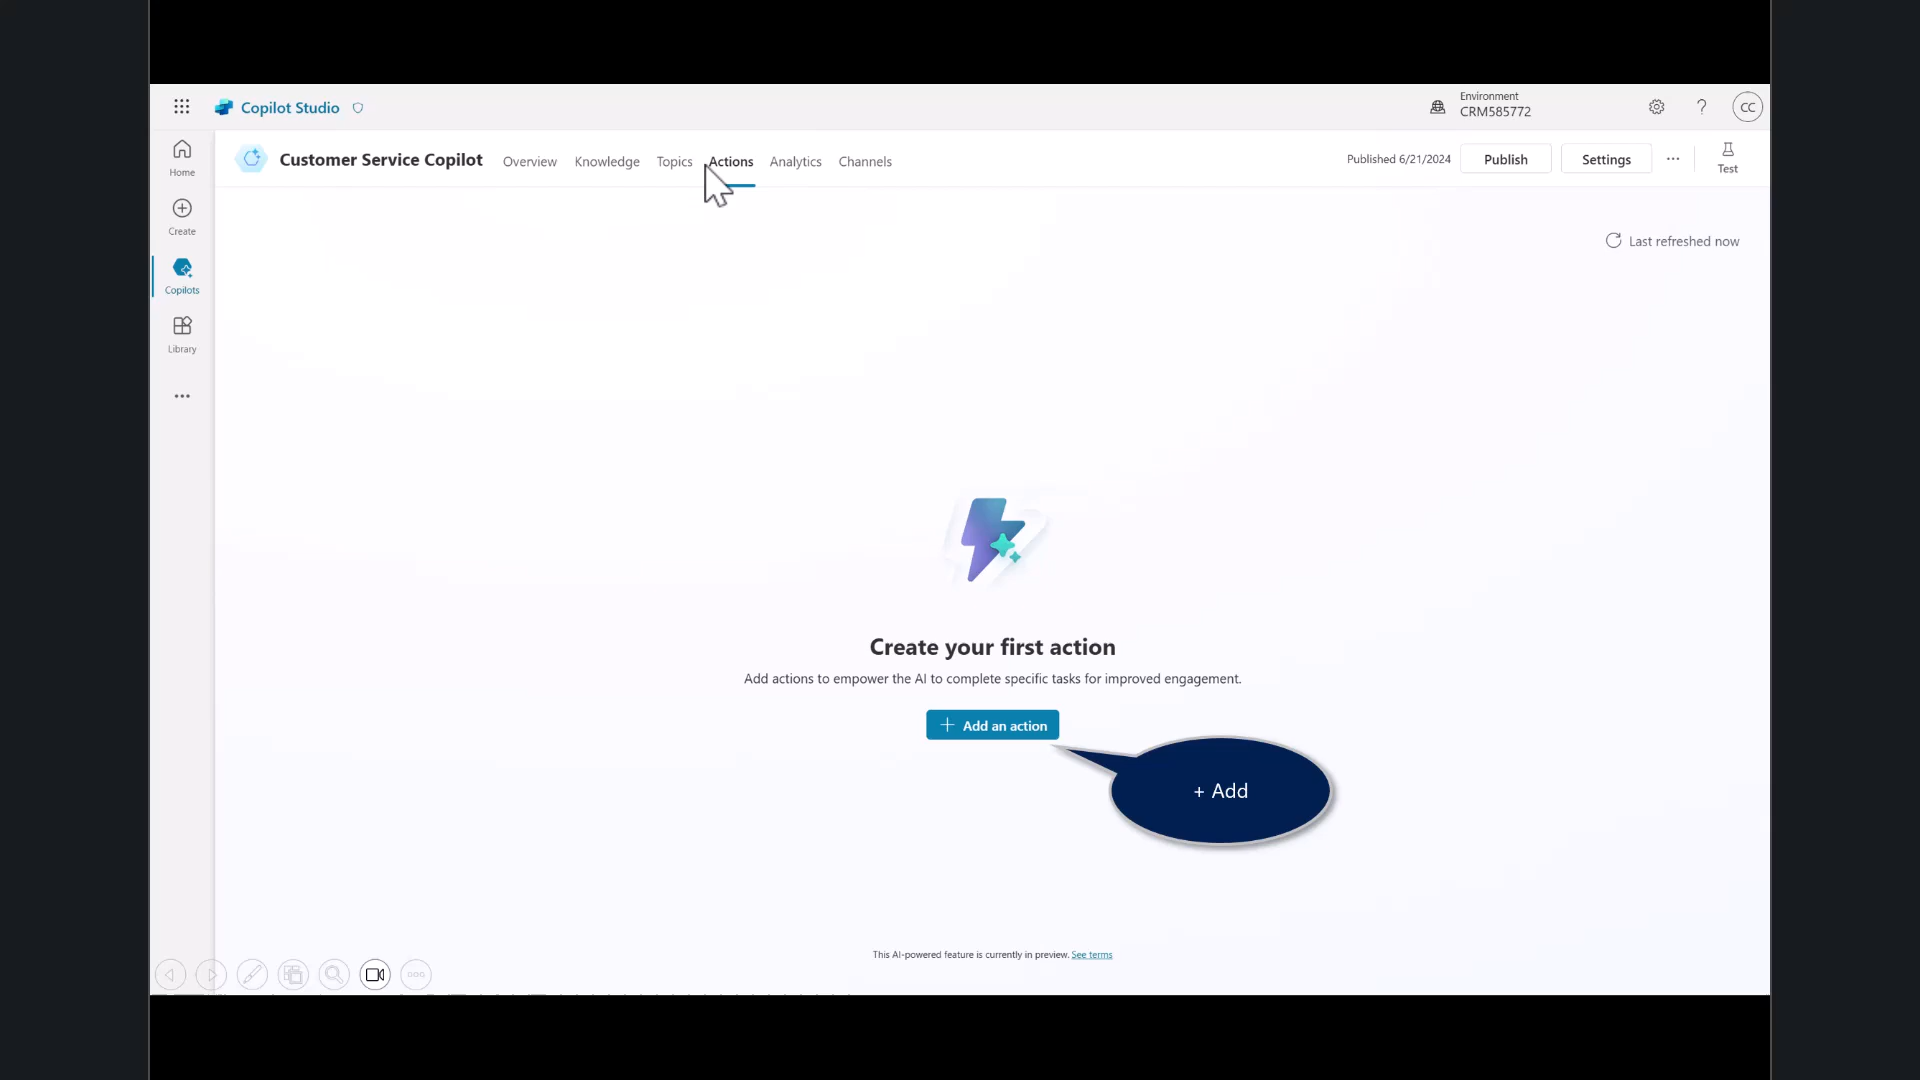 Copilot Studio
Environment
CRM585772
?
CC
Customer Service Copilot
Overview
Knowledge
Topics
Actions
Analytics
Channels
Published 6/21/2024
Publish
Settings
Test
Home
Create
Copilots
Library
Last refreshed now
Create your first action
Add actions to empower the AI to complete specific tasks for improved engagement.
+ Add an action
+ Add
This AI-powered feature is currently in preview. See terms